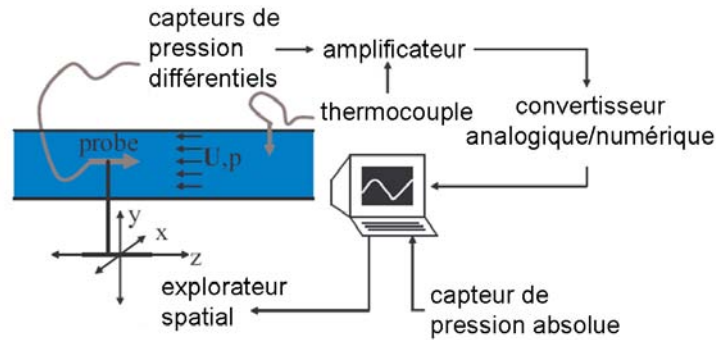 capteurs de
pression
différentiels
amplificateur
thermocouple
convertisseur
analogique/numérique
probe
U,p
y
x
z
explorateur
spatial
capteur de
pression absolue